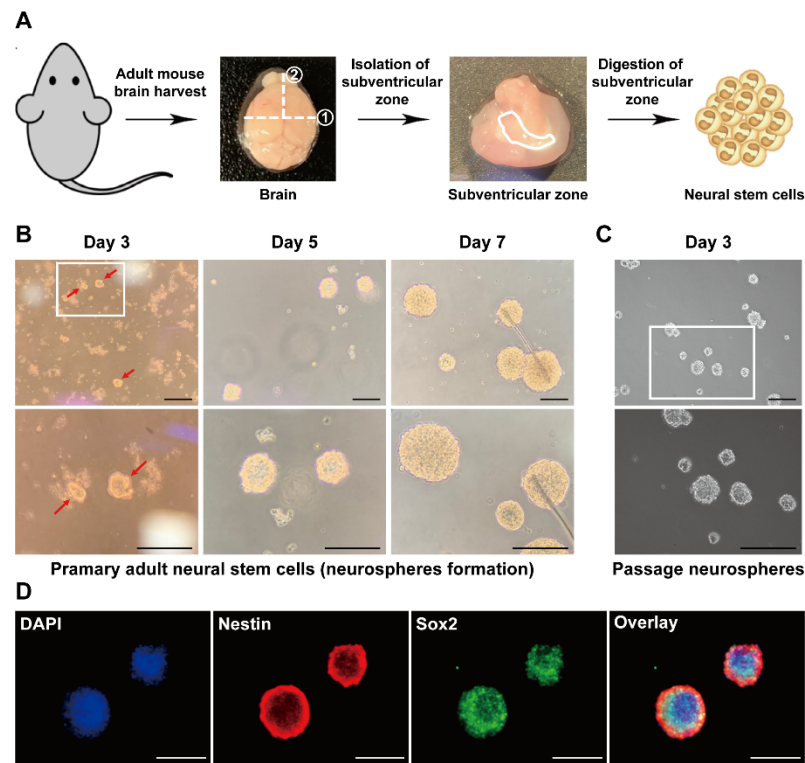 A
Adult mouse
brain harvest
②
①
Brain
Isolation of
subventricular
zone
Subventricular zone
Digestion of
subventricular
zone
Neural stem cells
B
Day 3
Day 5
Day 7
Pramary adult neural stem cells (neurospheres formation)
C
Day 3
Passage neurospheres
D
DAPI
Nestin
Sox2
Overlay